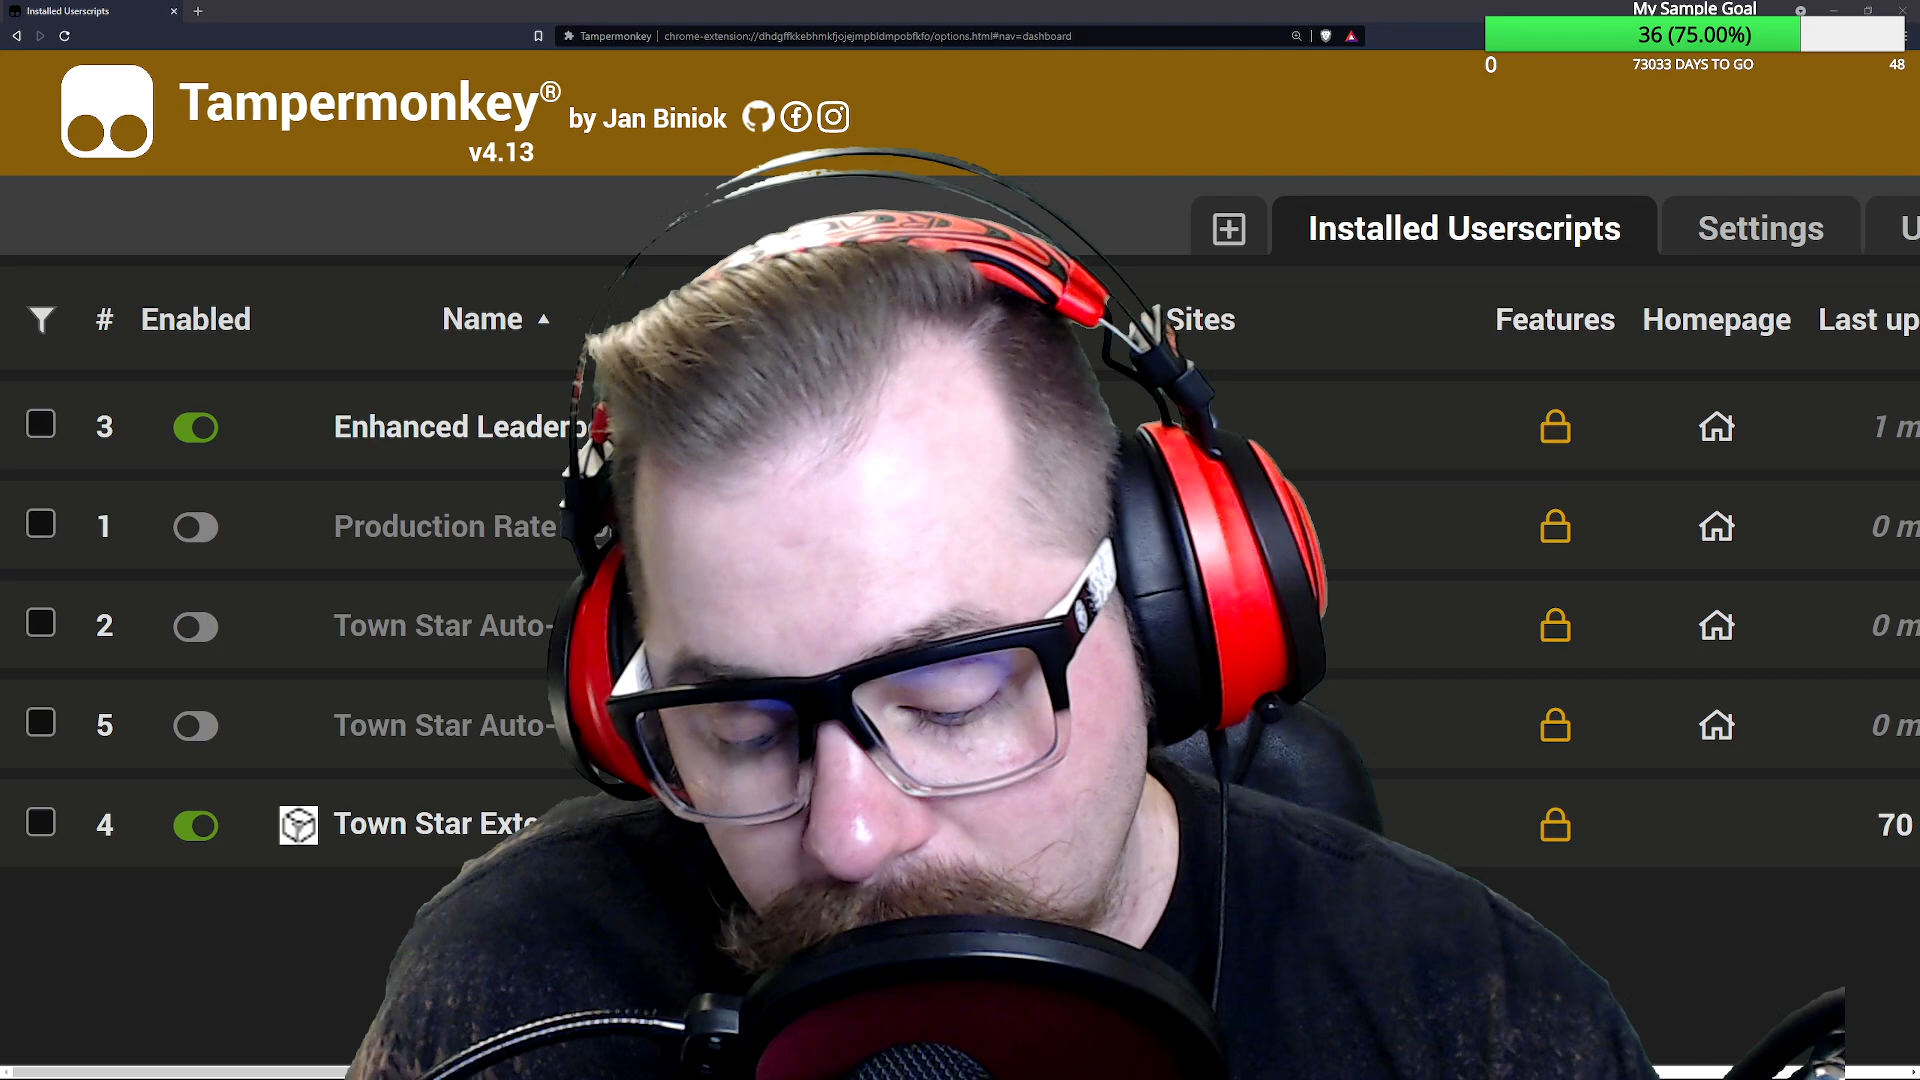 Installed Userscripts
My Sample Goal
36 (75.00%)
0
73033 DAYS TO GO
48
Tampermonkey
chrome-extension://dhdgffkkebhmkfjojejmpbldmpobfkfo/options.html#nav=dashboard
Tampermonkey®
by Jan Biniok
v4.13
Installed Userscripts
Settings
U
# Enabled Name Sites Features Homepage Last up
3 Enhanced Leaderb 1 m
1 Production Rate 0 m
2 Town Star Auto- 0 m
5 Town Star Auto- 0 m
4 Town Star Exte 70